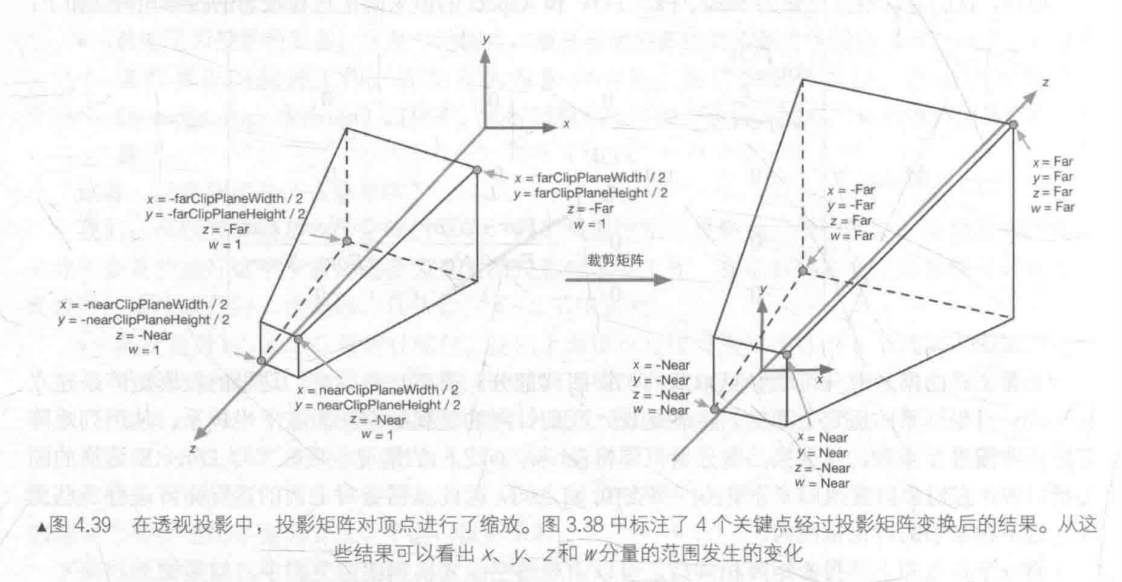 y
x
z
x = farClipPlaneWidth / 2
y = farClipPlaneHeight / 2
z = -Far
w = 1
x = -farClipPlaneWidth / 2
y = -farClipPlaneHeight / 2
z = -Far
w = 1
x = -nearClipPlaneWidth / 2
y = -nearClipPlaneHeight / 2
z = -Near
w = 1
x = nearClipPlaneWidth / 2
y = nearClipPlaneHeight / 2
z = -Near
w = 1
z
裁剪矩阵
x = Far
y = Far
z = Far
w = Far
x = -Far
y = -Far
z = Far
w = Far
y
x
x = -Near
y = -Near
z = -Near
w = Near
x = Near
y = Near
z = -Near
w = Near
▲图 4.39 在透视投影中，投影矩阵对顶点进行了缩放。图 3.38 中标注了 4 个关键点经过投影矩阵变换后的结果。从这
些结果可以看出 x、y、z和 w分量的范围发生的变化